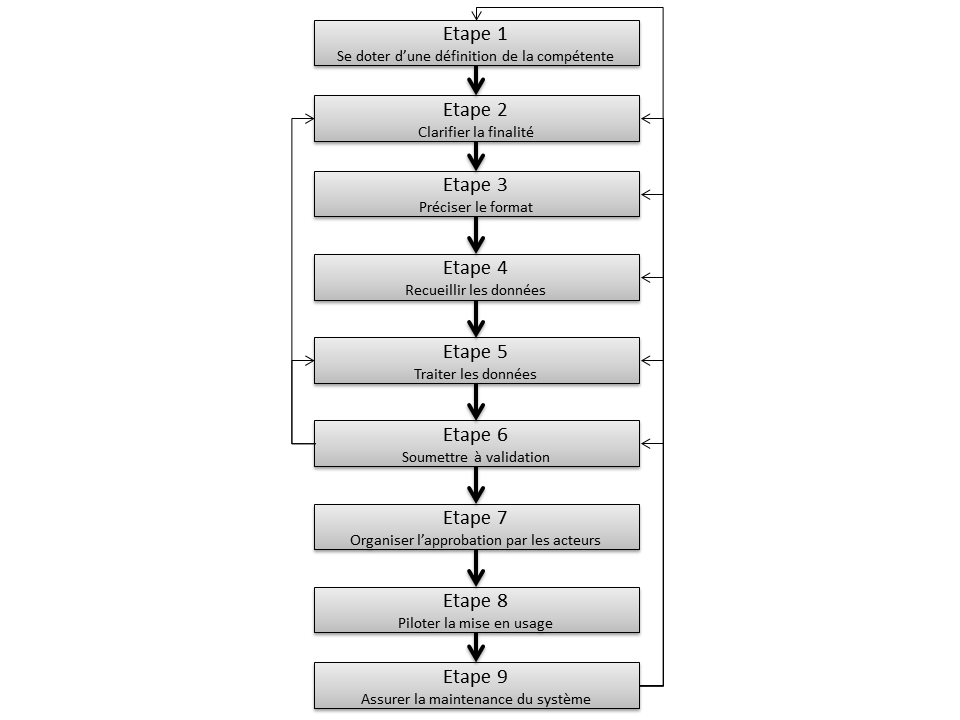 Etape 1
Se doter d’une définition de la compétente
Etape 2
Clarifier la finalité
Etape 3
Préciser le format
Etape 4
Recueillir les données
Etape 5
Traiter les données
Etape 6
Soumettre à validation
Etape 7
Organiser l’approbation par les acteurs
Etape 8
Piloter la mise en usage
Etape 9
Assurer la maintenance du système